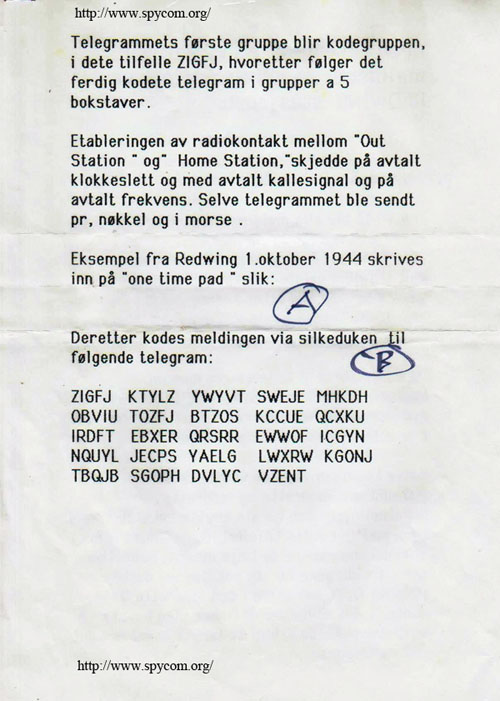 http://www.spycom.org/
Telegrammets første gruppe blir kodegruppen,
i dete tilfelle ZIGFJ, hvoretter følger det
ferdig kodete telegram i grupper a 5
bokstaver.
Etableringen av radiokontakt mellom "Out
Station " og" Home Station,"skjedde på avtalt
klokkeslett og med avtalt kallesignal og på
avtalt frekvens. Selve telegrammet ble sendt
pr, nøkkel og i morse .
Eksempel fra Redwing 1.oktober 1944 skrives
inn på "one time pad " slik:
A
Deretter kodes meldingen via silkeduken til
følgende telegram:
B
ZIGFJ KTYLZ YWYVT SWEJE MHKDH
OBVIU TOZFJ BTZOS KCCUE QCXKU
IRDFT EBXER QRSRR EWWOF ICGYN
NQUYL JECPS YAELG LWXRW KGONJ
TBQJB SGOPH DVLYC VZENT
http://www.spycom.org/